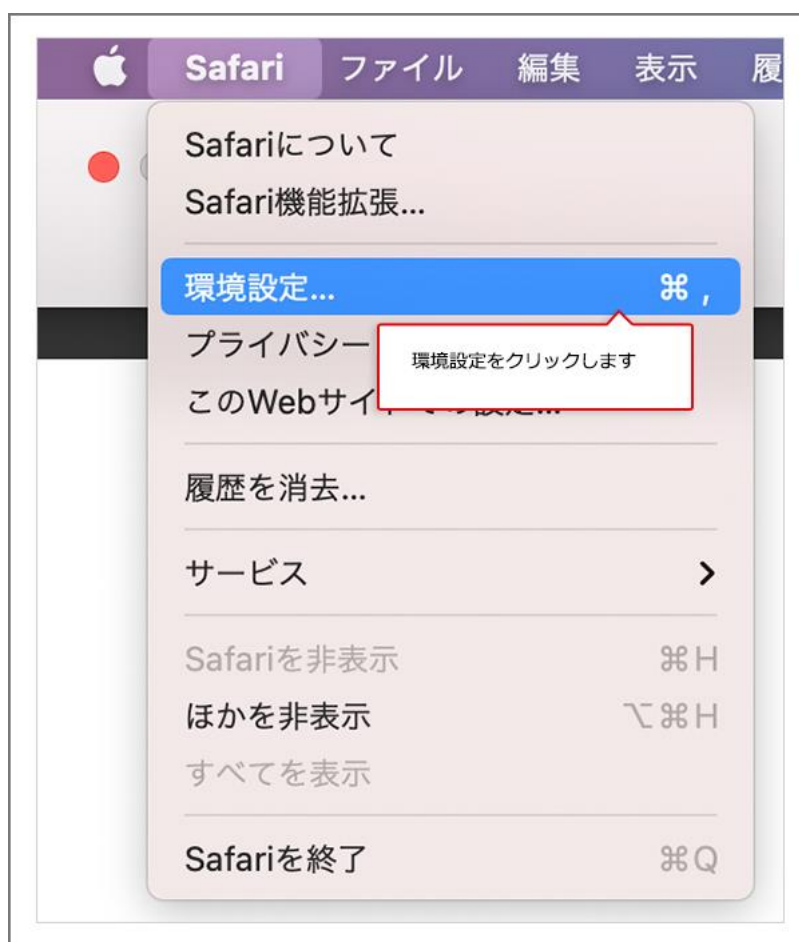 Safari ファイル 編集 表示 履
Safariについて
Safari機能拡張...
環境設定... ⌘ ,
プライバシー
環境設定をクリックします
このWebサイ
履歴を消去...
サービス
Safariを非表示 ⌘H
ほかを非表示 ⌥⌘H
すべてを表示
Safariを終了 ⌘Q